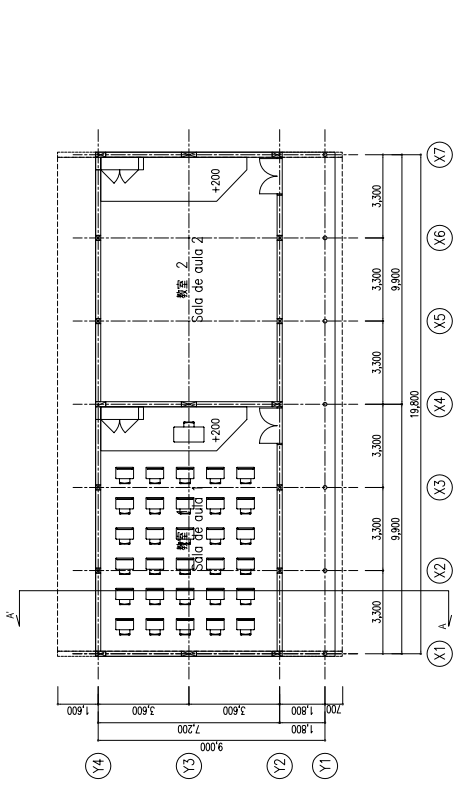 X7
X6
X5
X4
X3
X2
X1
3,300
3,300
3,300
3,300
3,300
3,300
9,900
9,900
19,800
+200
教室 2
Sala de aula 2
+200
教室 1
Sala de aula 1
A'
A
1,600
3,600
3,600
1,800
700
7,200
1,800
9,000
Y4
Y3
Y2
Y1